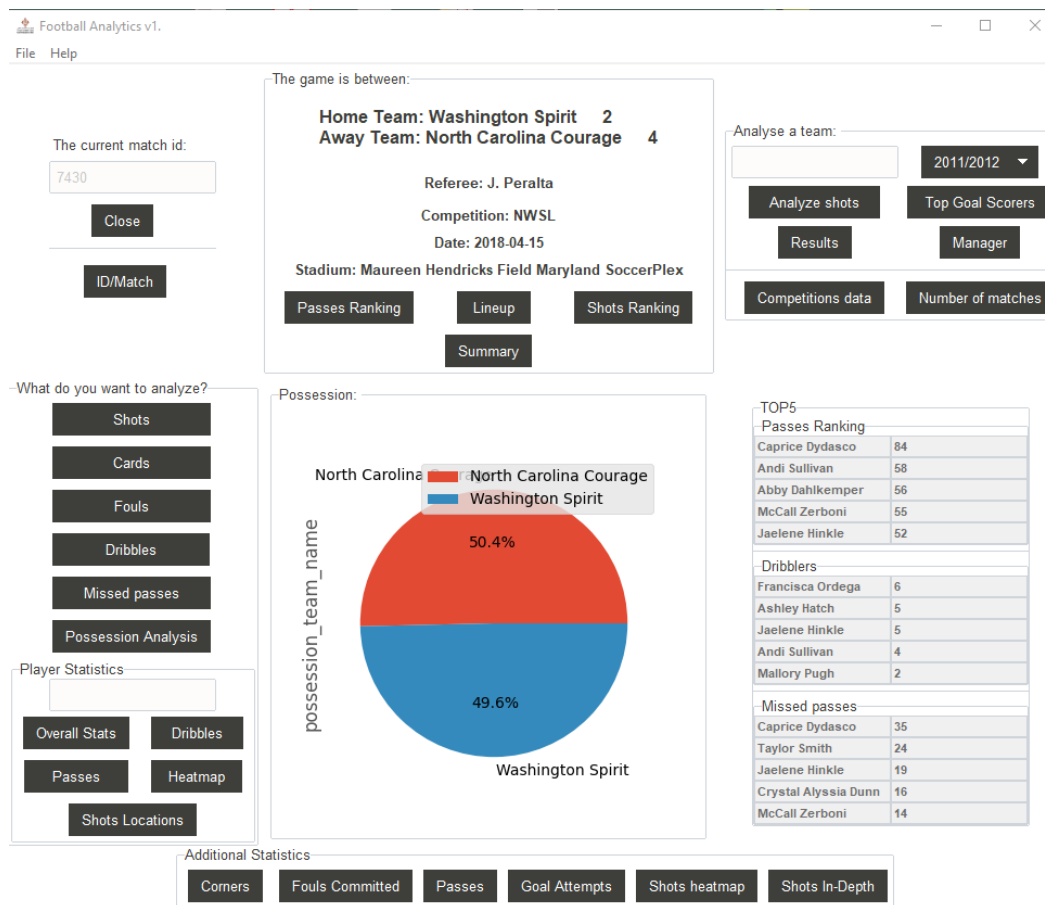 Football Analytics v1.
File Help
The current match id:
7430
Close
ID/Match
The game is between:
Home Team: Washington Spirit 2
Away Team: North Carolina Courage 4
Referee: J. Peralta
Competition: NWSL
Date: 2018-04-15
Stadium: Maureen Hendricks Field Maryland SoccerPlex
Passes Ranking Lineup Shots Ranking
Summary
Analyse a team:
2011/2012
Analyze shots Top Goal Scorers
Results Manager
Competitions data Number of matches
What do you want to analyze?
Shots
Cards
Fouls
Dribbles
Missed passes
Possession Analysis
Player Statistics
Overall Stats Dribbles
Passes Heatmap
Shots Locations
Possession:
North Carolina
North Carolina Courage
Washington Spirit
50.4%
possession_team_name
49.6%
Washington Spirit
TOP5
Passes Ranking
Caprice Dydasco 84
Andi Sullivan 58
Abby Dahlkemper 56
McCall Zerboni 55
Jaelene Hinkle 52
Dribblers
Francisca Ordega 6
Ashley Hatch 5
Jaelene Hinkle 5
Andi Sullivan 4
Mallory Pugh 2
Missed passes
Caprice Dydasco 35
Taylor Smith 24
Jaelene Hinkle 19
Crystal Alyssia Dunn 16
McCall Zerboni 14
Additional Statistics
Corners Fouls Committed Passes Goal Attempts Shots heatmap Shots In-Depth